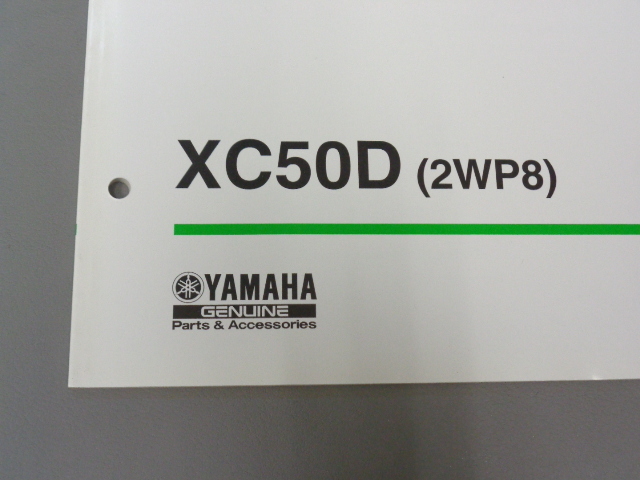 XC50D (2WP8)
YAMAHA
GENUINE
Parts & Accessories